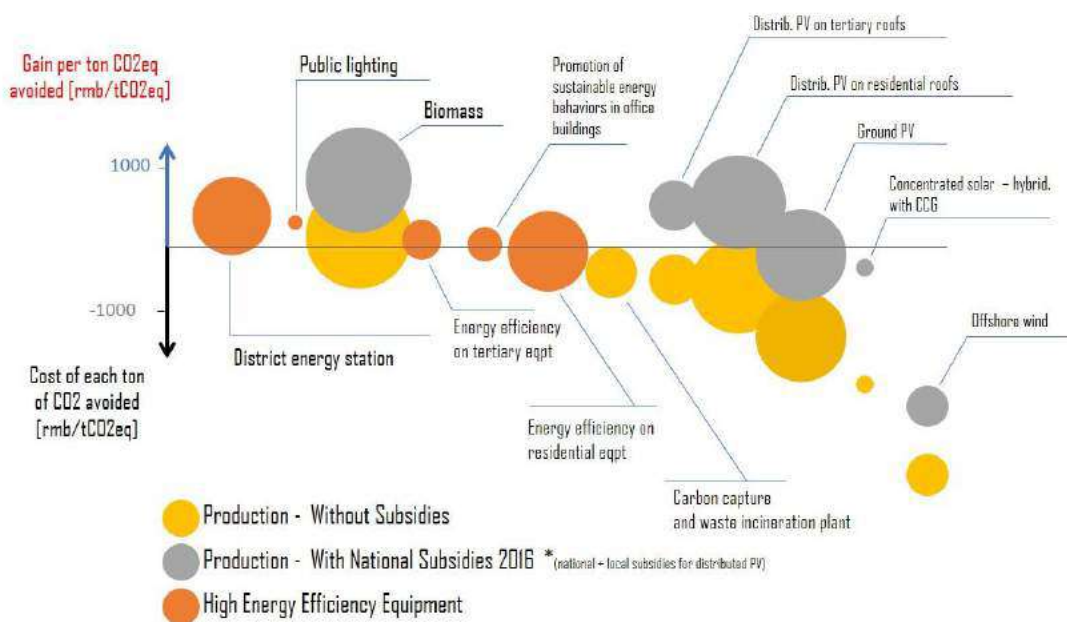 Gain per ton CO2eq
avoided [rmb/tCO2eq]
1000
-1000
Cost of each ton
of CO2 avoided
[rmb/tCO2eq]
Public lighting
Biomass
Promotion of
sustainable energy
behaviors in office
buildings
Distrib. PV on tertiary roofs
Distrib. PV on residential roofs
Ground PV
Concentrated solar – hybrid.
with CCG
Offshore wind
District energy station
Energy efficiency
on tertiary eqpt
Energy efficiency on
residential eqpt
Carbon capture
and waste incineration plant
Production - Without Subsidies
Production - With National Subsidies 2016 * (national + local subsidies for distributed PV)
High Energy Efficiency Equipment